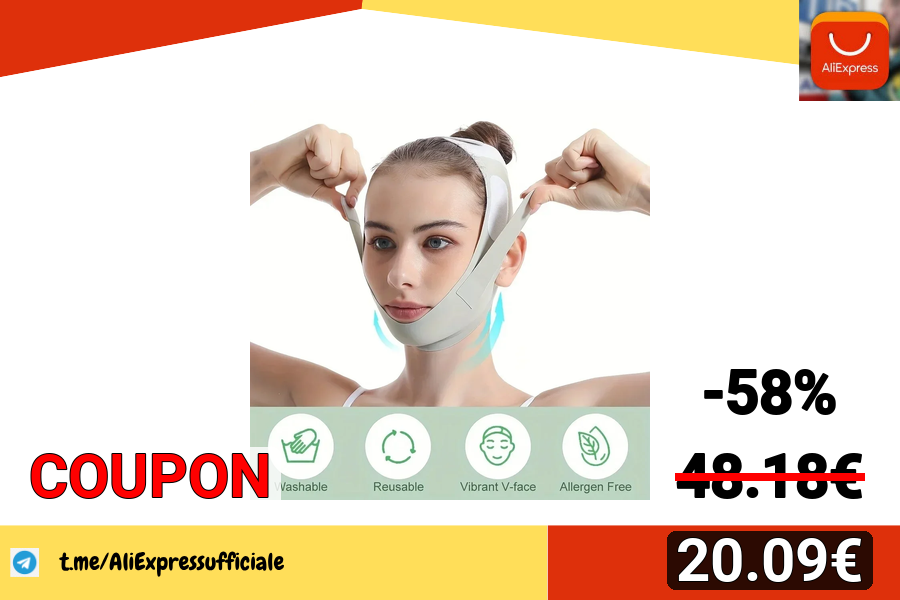 AliExpress
-58%
COUPON
48.18€
Washable
Reusable
Vibrant V-face
Allergen Free
t.me/AliExpressufficiale
20.09€